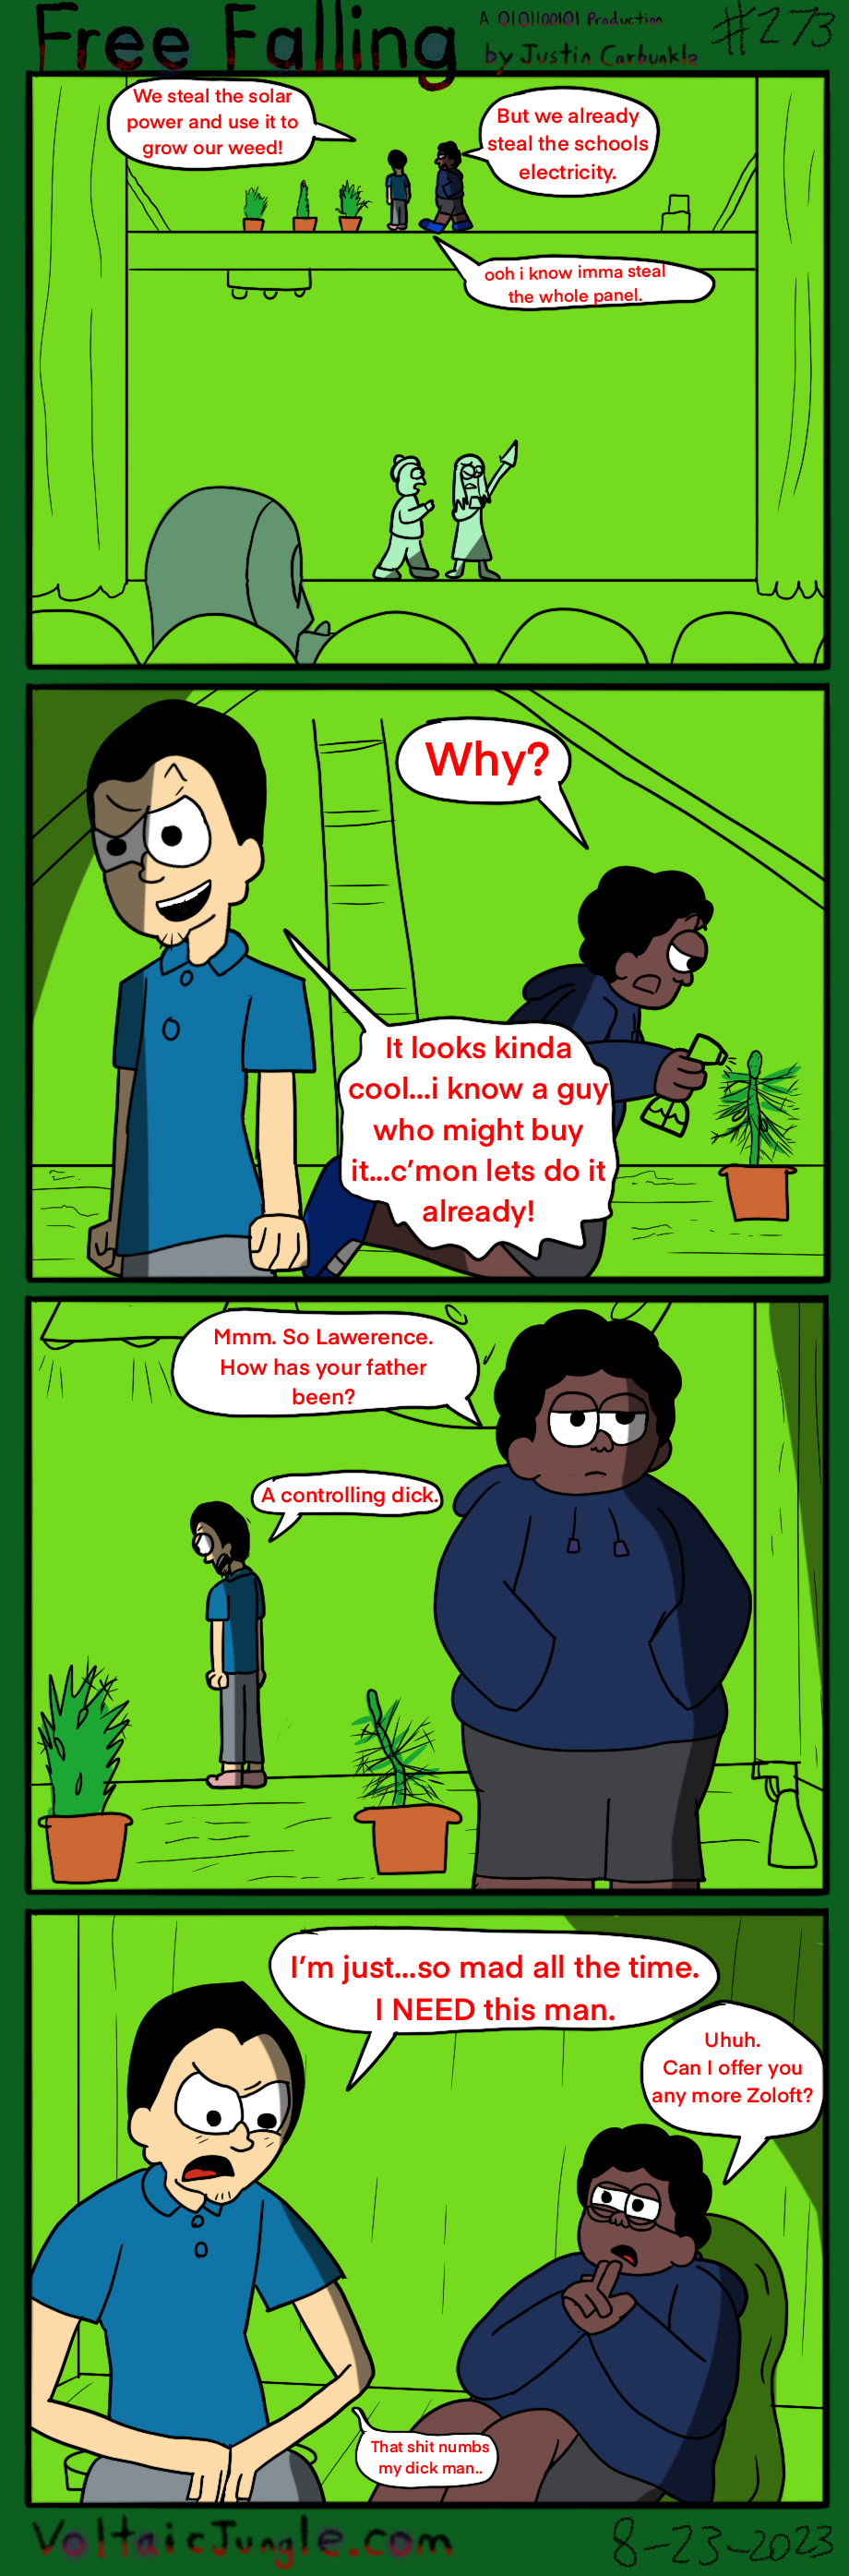 Free Falling
A 0101100101 Production
by Justin Carbunkle
#273
We steal the solar
power and use it to
grow our weed!
But we already
steal the schools
electricity.
ooh i know imma steal
the whole panel.
Why?
It looks kinda
cool...i know a guy
who might buy
it...c'mon lets do it
already!
Mmm. So Lawerence.
How has your father
been?
A controlling dick.
I'm just...so mad all the time.
I NEED this man.
Uhuh.
Can I offer you
any more Zoloft?
That shit numbs
my dick man..
VoltaicJungle.com
8-23-2023